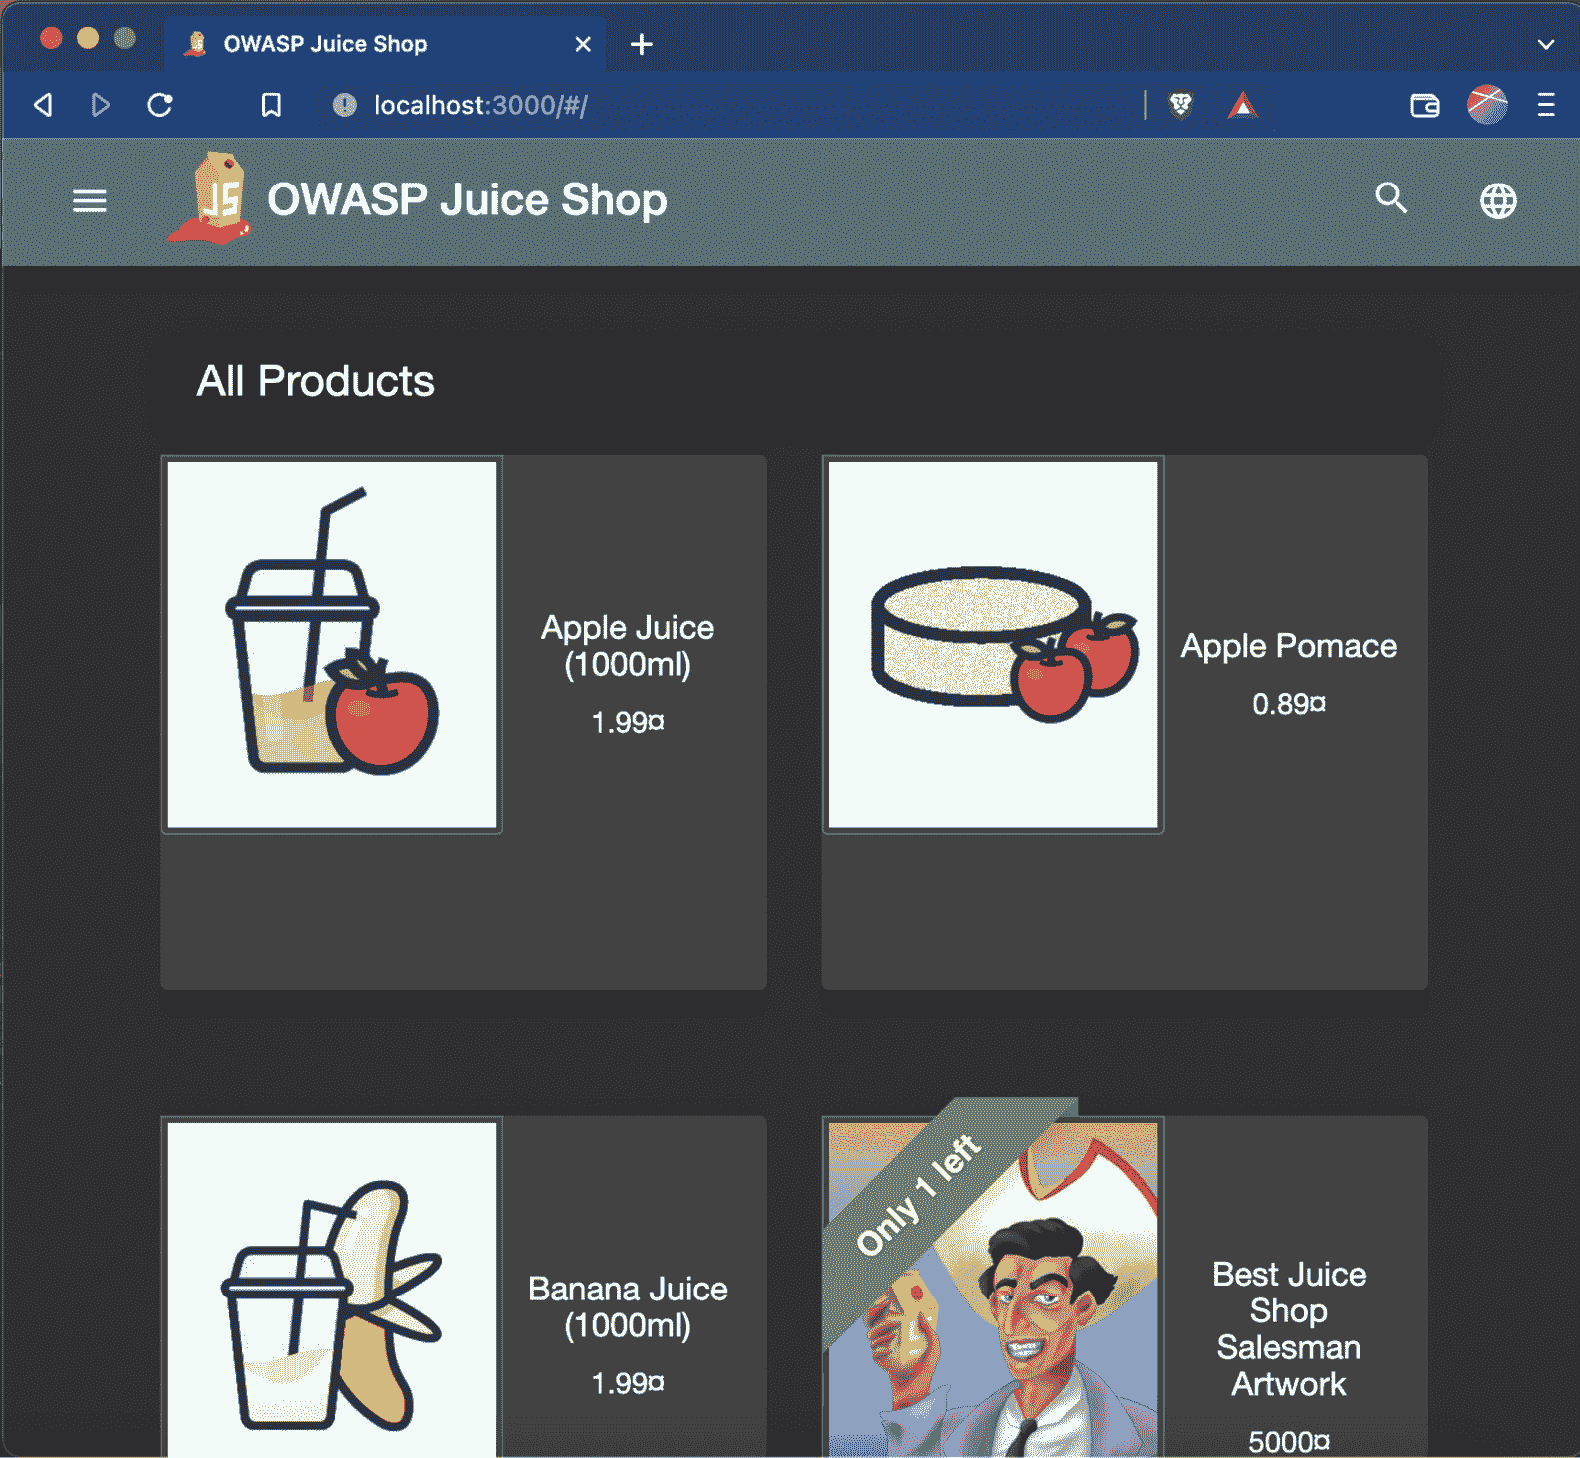 OWASP Juice Shop
localhost:3000/#/
JS
OWASP Juice Shop
All Products
Apple Juice
(1000ml)
1.99¤
Apple Pomace
0.89¤
Banana Juice
(1000ml)
1.99¤
Only 1 left
Best Juice
Shop
Salesman
Artwork
5000¤